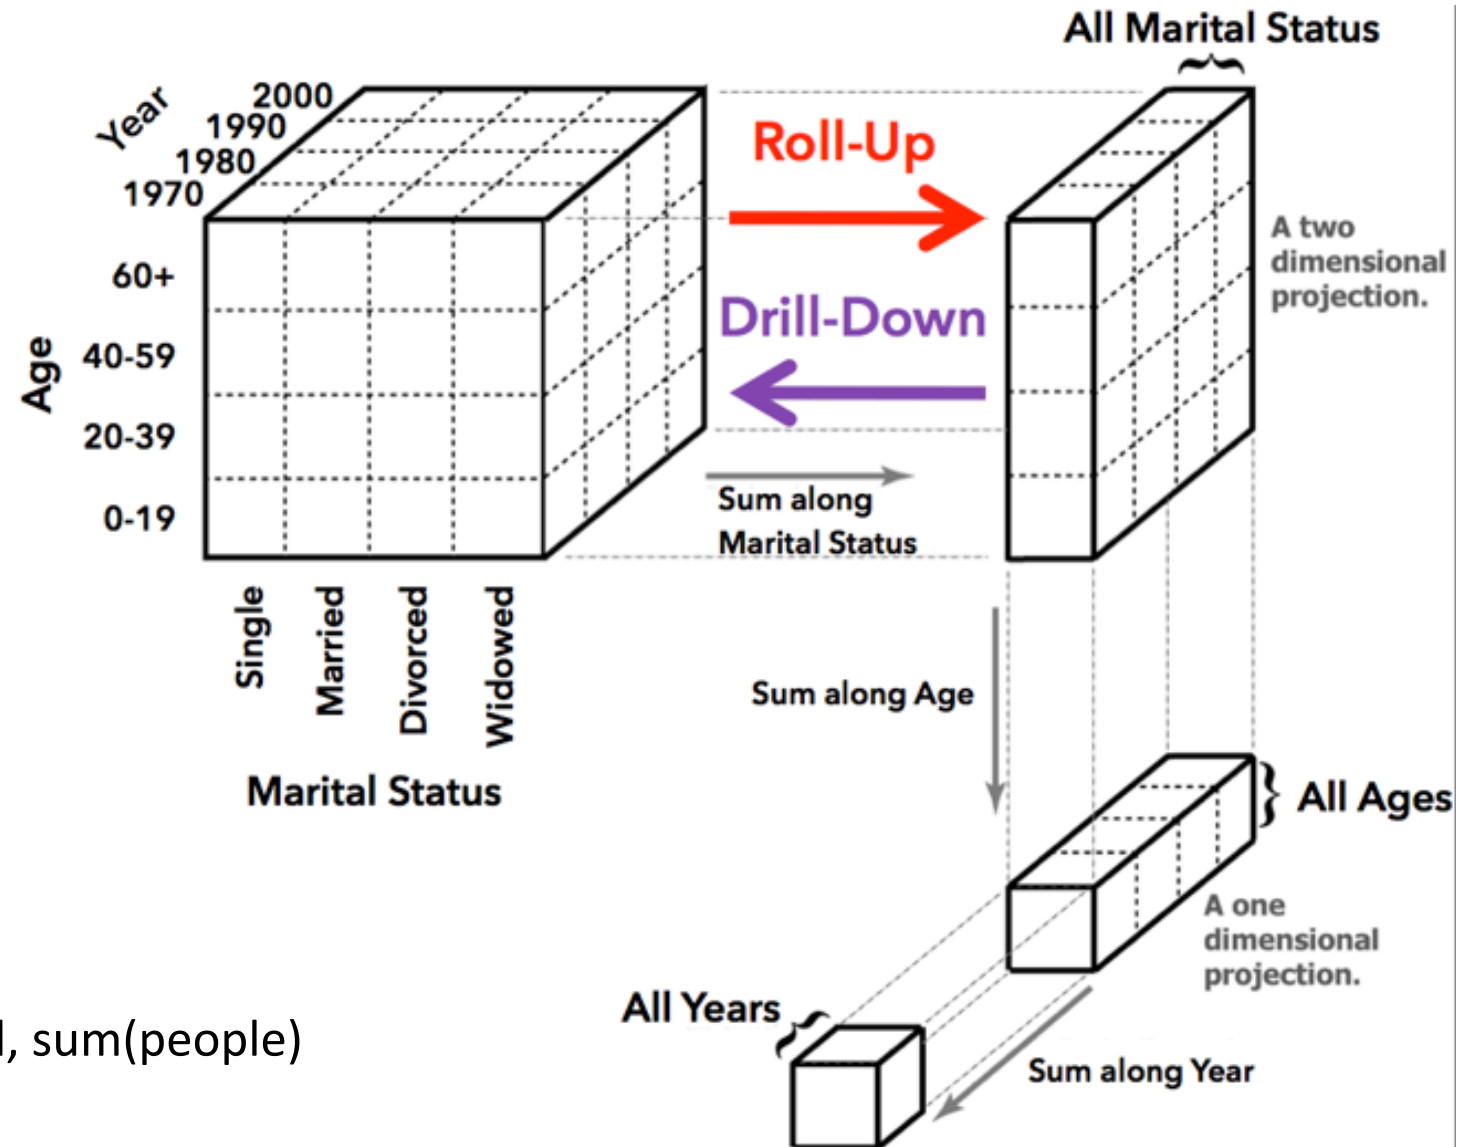 All Marital Status
Year
2000
1990
1980
1970
Roll-Up
A two
dimensional
projection.
Age
60+
40-59
20-39
0-19
Drill-Down
Sum along
Marital Status
Single
Married
Divorced
Widowed
Marital Status
Sum along Age
All Ages
A one
dimensional
projection.
All Years
Sum along Year
, sum(people)